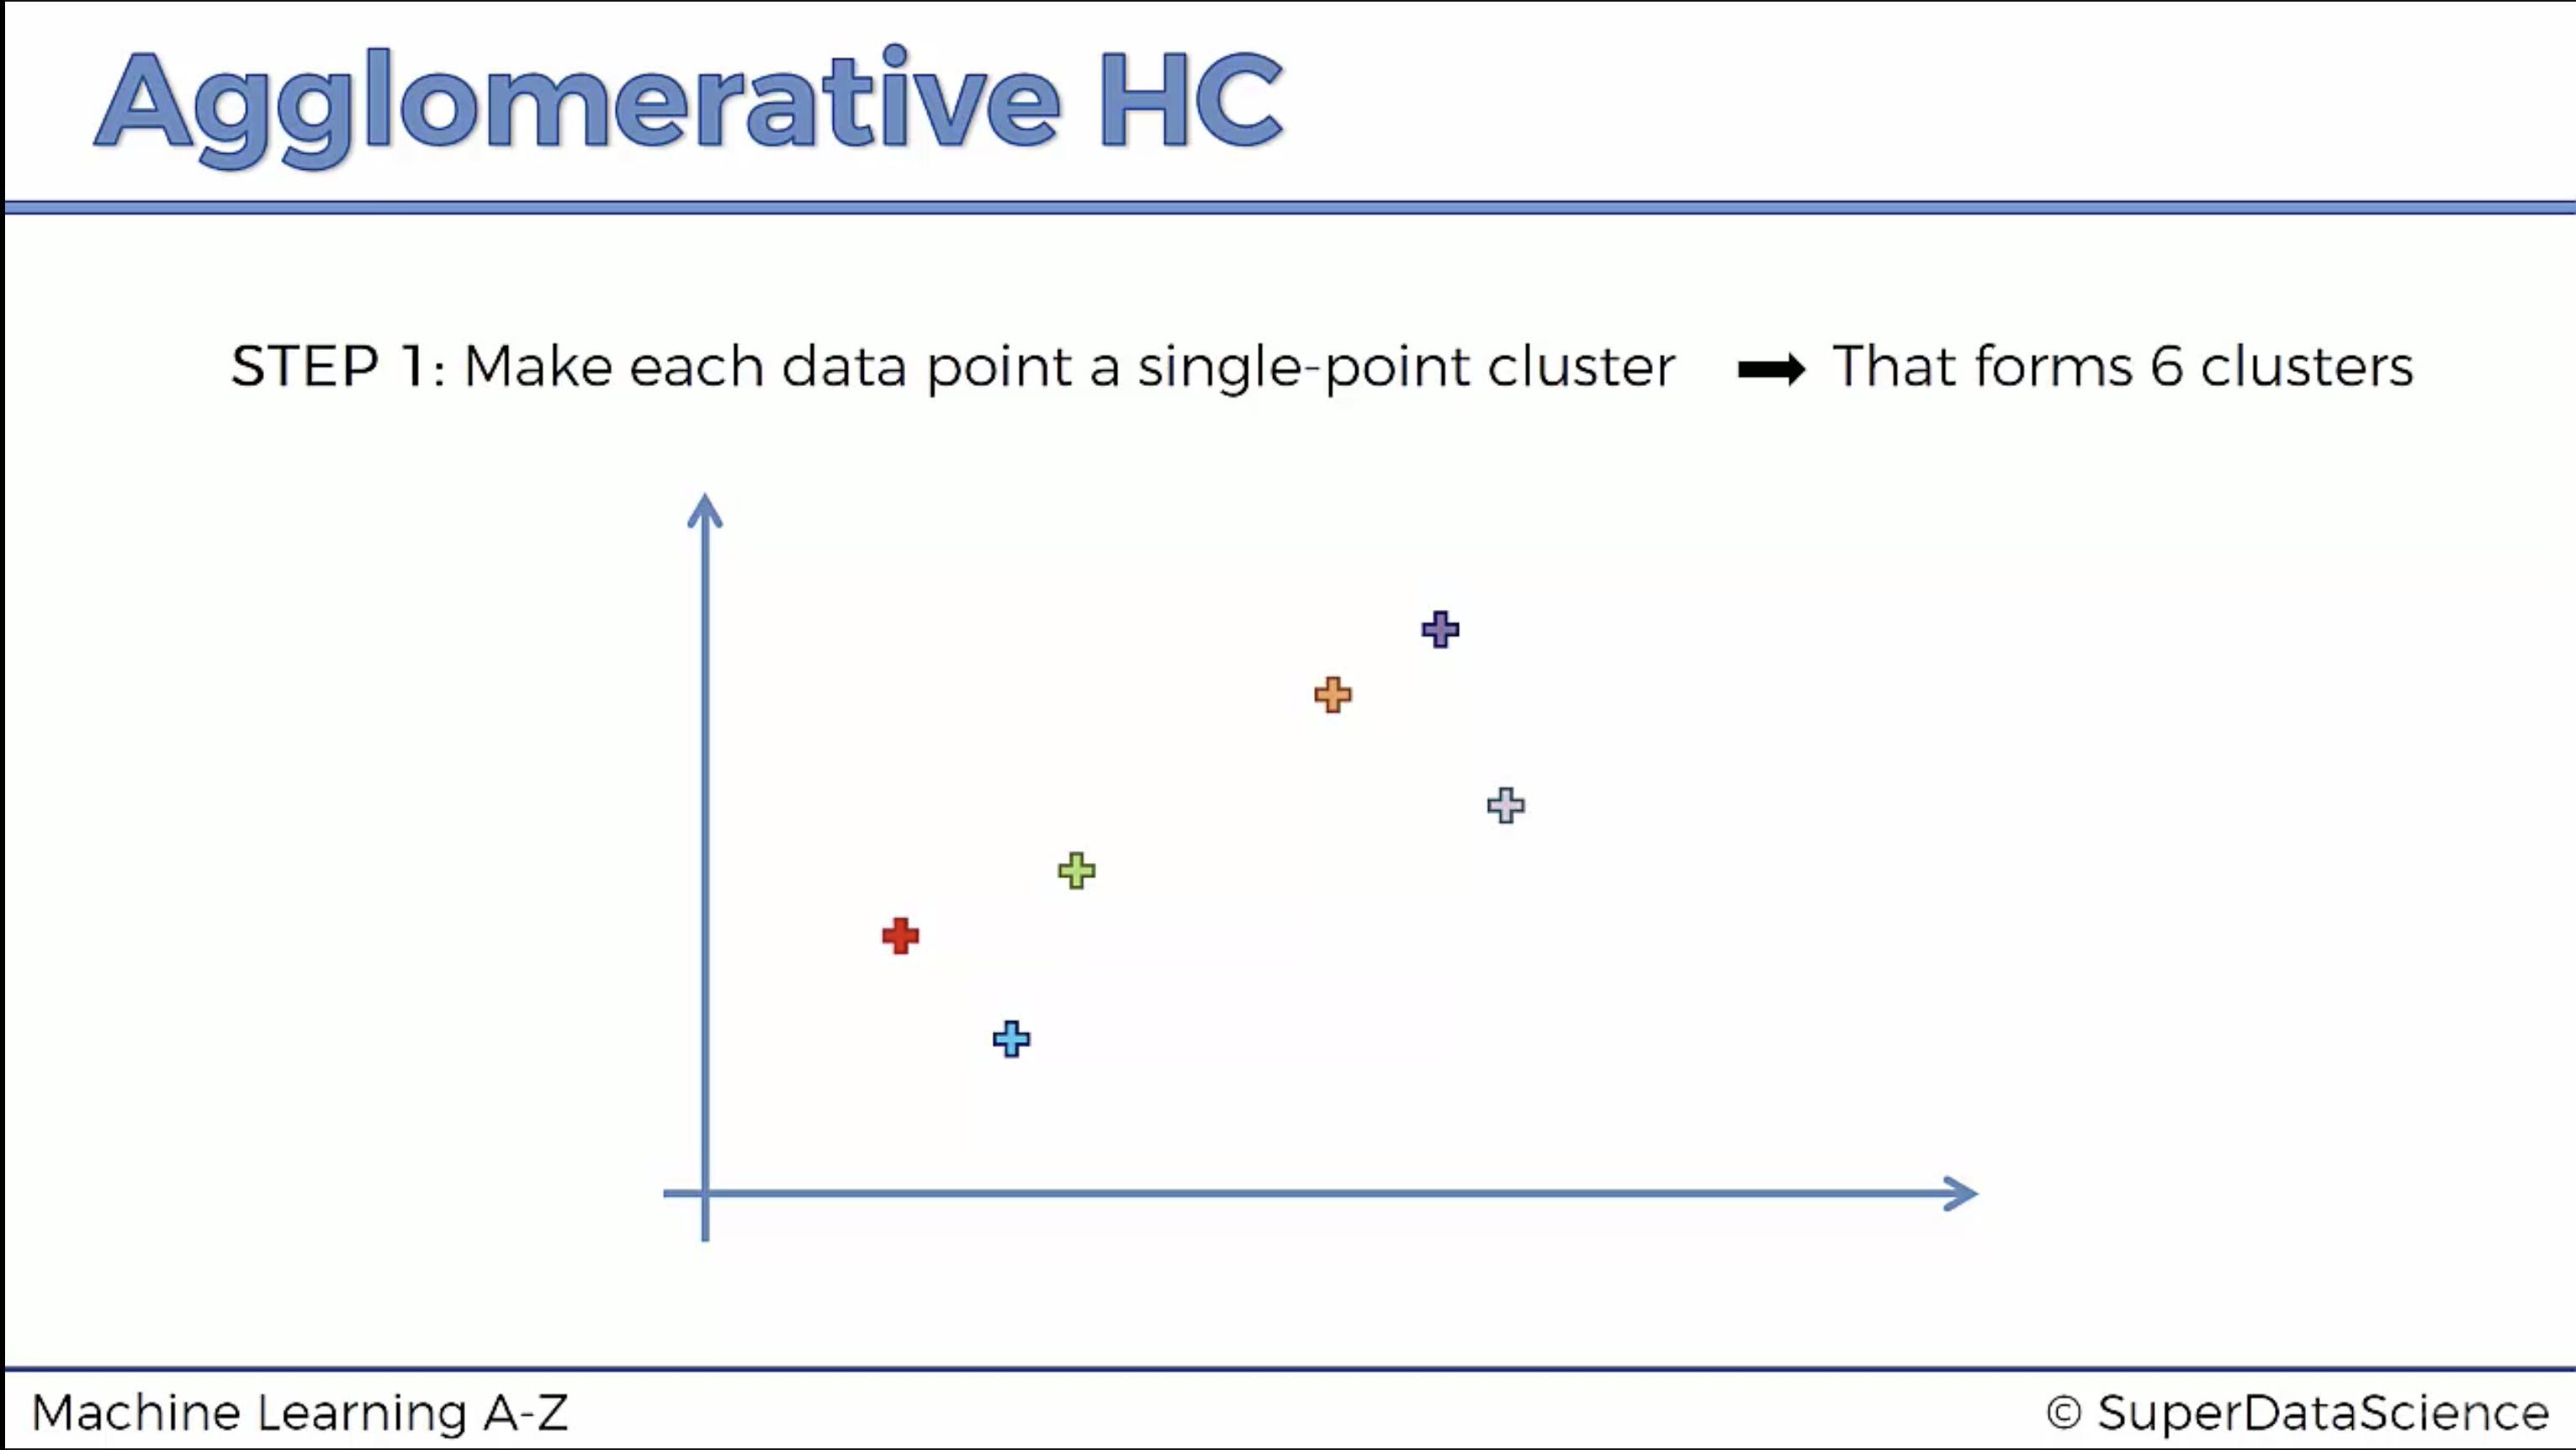 Agglomerative HC
STEP 1: Make each data point a single-point cluster ➡ That forms 6 clusters
Machine Learning A-Z
© SuperDataScience